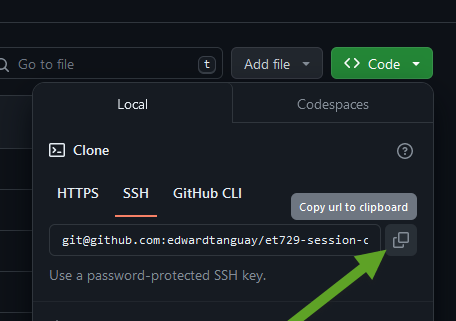 Go to file
t
Add file
Code
Local
Codespaces
Clone
HTTPS
SSH
GitHub CLI
Copy url to clipboard
git@github.com:edwardtanguay/et729-session-c
Use a password-protected SSH key.